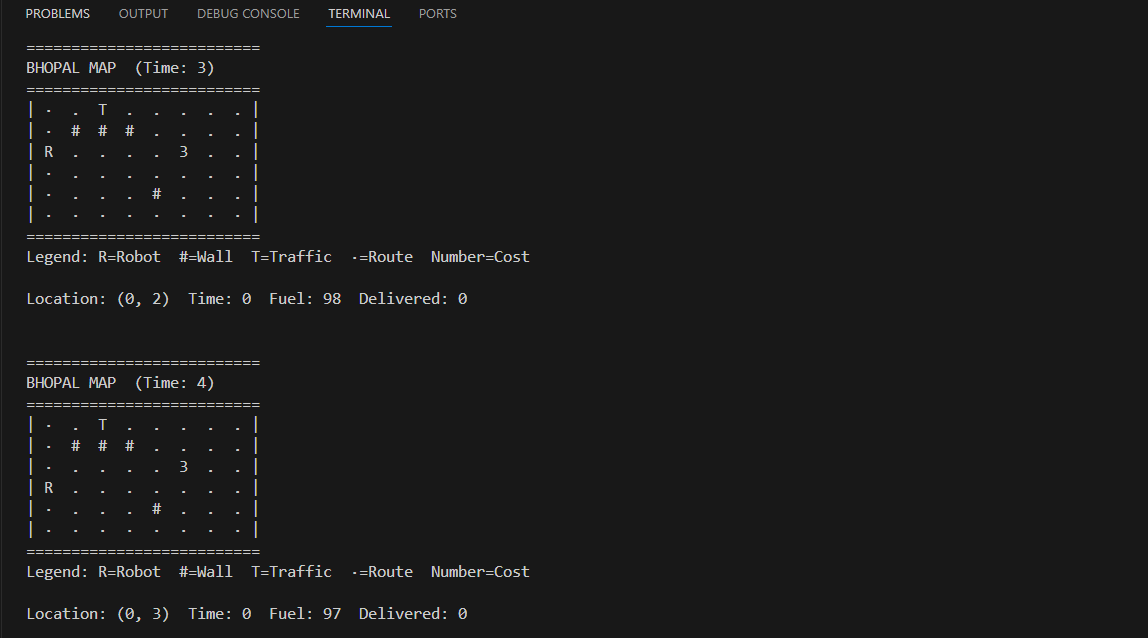 PROBLEMS OUTPUT DEBUG CONSOLE TERMINAL PORTS
==========================
BHOPAL MAP  (Time: 3)
==========================
| ·  .  T  .  .  .  .  . |
| ·  #  #  #  .  .  .  . |
| R  .  .  .  .  3  .  . |
| ·  .  .  .  .  .  .  . |
| ·  .  .  .  #  .  .  . |
| ·  ·  ·  ·  ·  ·  ·  · |
==========================
Legend: R=Robot  #=Wall  T=Traffic  ·=Route  Number=Cost
Location: (0, 2)  Time: 0  Fuel: 98  Delivered: 0
==========================
BHOPAL MAP  (Time: 4)
==========================
| ·  .  T  .  .  .  .  . |
| ·  #  #  #  .  .  .  . |
| ·  .  .  .  .  3  .  . |
| R  .  .  .  .  .  .  . |
| ·  .  .  .  #  .  .  . |
| ·  ·  ·  ·  ·  ·  ·  · |
==========================
Legend: R=Robot  #=Wall  T=Traffic  ·=Route  Number=Cost
Location: (0, 3)  Time: 0  Fuel: 97  Delivered: 0